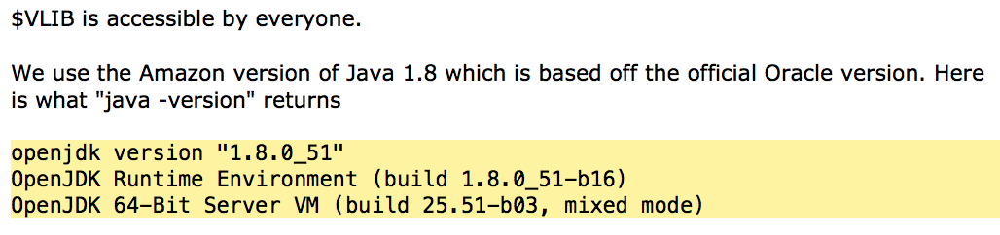 $VLIB is accessible by everyone.
We use the Amazon version of Java 1.8 which is based off the official Oracle version. Here
is what "java -version" returns
openjdk version "1.8.0_51"
OpenJDK Runtime Environment (build 1.8.0_51-b16)
OpenJDK 64-Bit Server VM (build 25.51-b03, mixed mode)